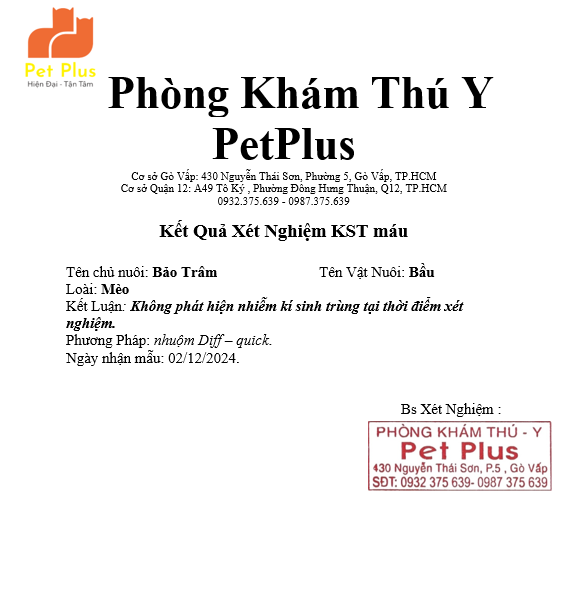 Pet Plus
Hiện Đại - Tận Tâm
Phòng Khám Thú Y
PetPlus
Cơ sở Gò Vấp: 430 Nguyễn Thái Sơn, Phường 5, Gò Vấp, TP.HCM
Cơ sở Quận 12: A49 Tô Ký , Phường Đông Hưng Thuận, Q12, TP.HCM
0932.375.639 - 0987.375.639
Kết Quả Xét Nghiệm KST máu
Tên chủ nuôi: Bảo Trâm Tên Vật Nuôi: Bầu
Loài: Mèo
Kết Luận: Không phát hiện nhiễm kí sinh trùng tại thời điểm xét
nghiệm.
Phương Pháp: nhuộm Diff – quick.
Ngày nhận mẫu: 02/12/2024.
Bs Xét Nghiệm :
PHÒNG KHÁM THÚ - Y
Pet Plus
430 Nguyễn Thái Sơn, P.5 , Gò Vấp
SĐT: 0932 375 639- 0987 375 639